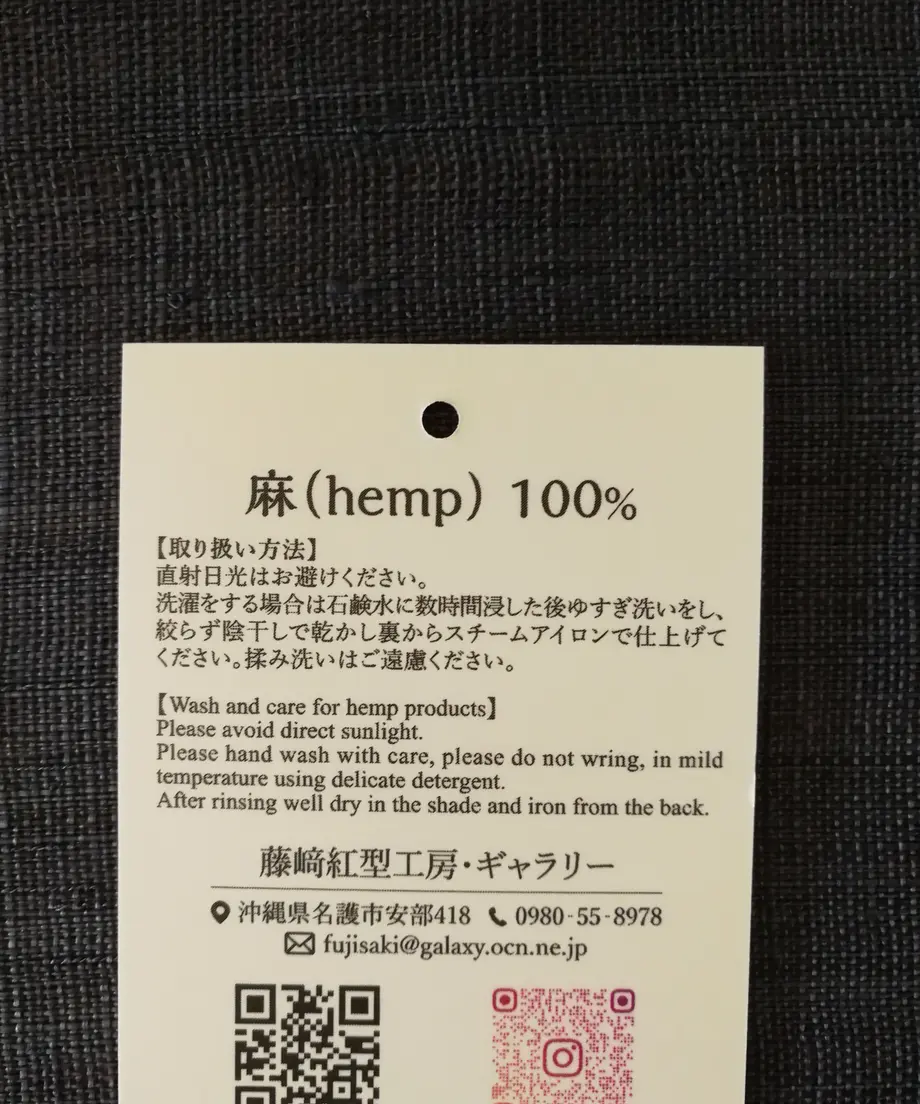 麻(hemp) 100%
【取り扱い方法】
直射日光はお避けください。
洗濯をする場合は石鹸水に数時間浸した後ゆすぎ洗いをし、
絞らず陰干しで乾かし裏からスチームアイロンで仕上げて
ください。揉み洗いはご遠慮ください。
【Wash and care for hemp products】
Please avoid direct sunlight.
Please hand wash with care, please do not wring, in mild
temperature using delicate detergent.
After rinsing well dry in the shade and iron from the back.
藤﨑紅型工房・ギャラリー
沖縄県名護市安部418 0980-55-8978
fujisaki@galaxy.ocn.ne.jp